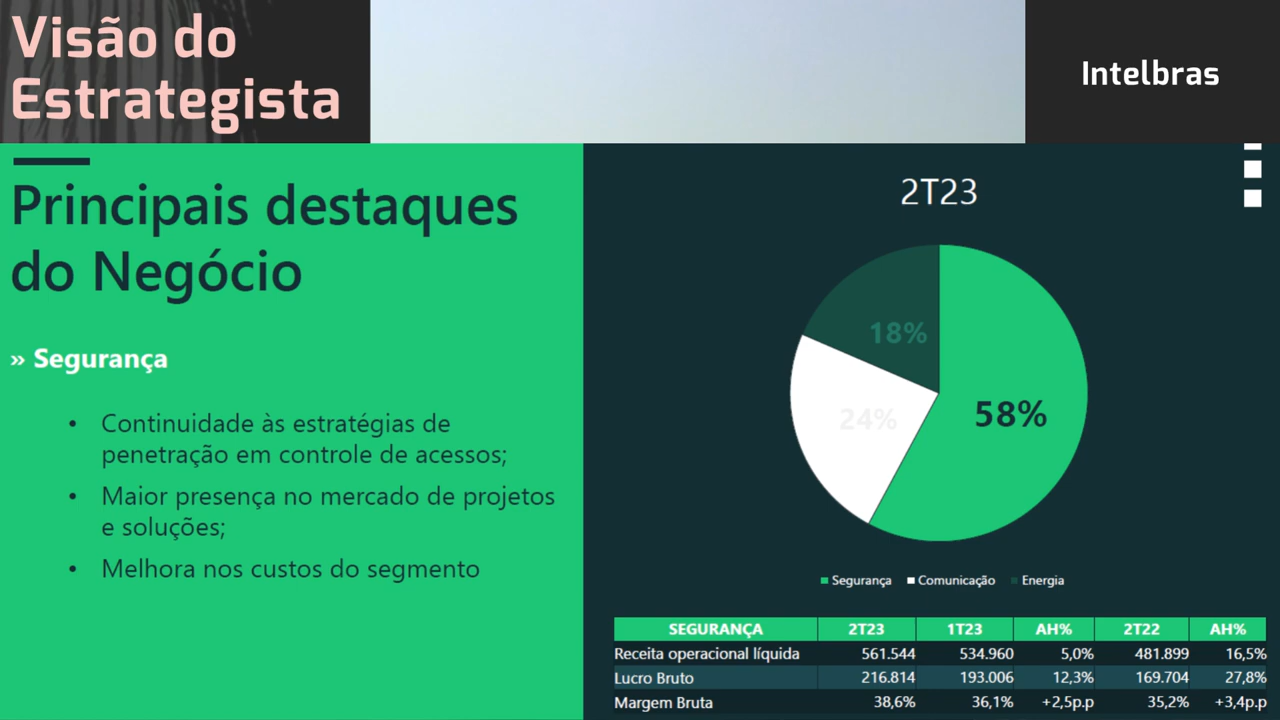 Visão do
Estrategista
Intelbras
Principais destaques
do Negócio
» Segurança
• Continuidade às estratégias de
penetração em controle de acessos;
• Maior presença no mercado de projetos
e soluções;
• Melhora nos custos do segmento
2T23
18%
24%
58%
Segurança Comunicação Energia
SEGURANÇA 2T23 1T23 AH% 2T22 AH%
Receita operacional líquida 561.544 534.960 5,0% 481.899 16,5%
Lucro Bruto 216.814 193.006 12,3% 169.704 27,8%
Margem Bruta 38,6% 36,1% +2,5p.p 35,2% +3,4p.p